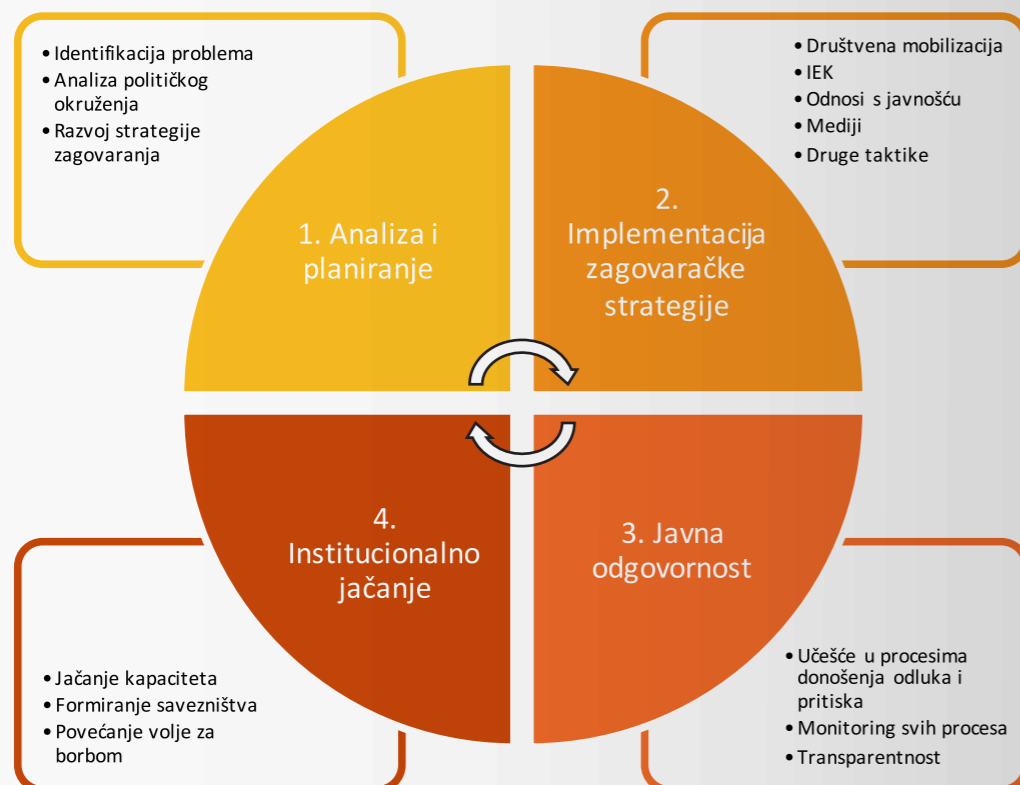 • Identifikacija problema
• Analiza političkog
okruženja
• Razvoj strategije
zagovaranja
• Društvena mobilizacija
• IEK
• Odnosi s javnošću
• Mediji
• Druge taktike
1. Analiza i
planiranje
2.
Implementacija
zagovaračke
strategije
4.
Institucionalno
jačanje
3. Javna
odgovornost
• Jačanje kapaciteta
• Formiranje savezništva
• Povećanje volje za
borbom
• Učešće u procesima
donošenja odluka i
pritiska
• Monitoring svih procesa
• Transparentnost